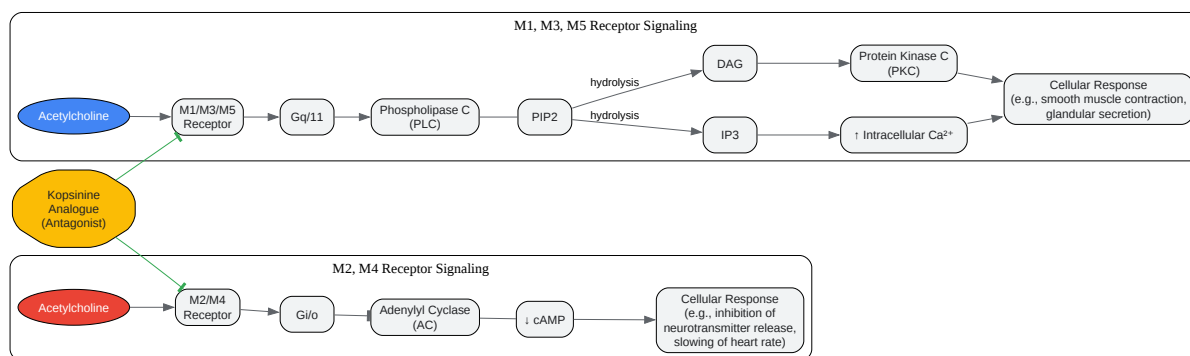 M1, M3, M5 Receptor Signaling
Acetylcholine
M1/M3/M5
Receptor
Gq/11
Phospholipase C
(PLC)
PIP2
hydrolysis
hydrolysis
DAG
IP3
Protein Kinase C
(PKC)
↑ Intracellular Ca²⁺
Cellular Response
(e.g., smooth muscle contraction,
glandular secretion)
Kopsinine
Analogue
(Antagonist)
M2, M4 Receptor Signaling
Acetylcholine
M2/M4
Receptor
Gi/o
Adenylyl Cyclase
(AC)
↓ cAMP
Cellular Response
(e.g., inhibition of
neurotransmitter release,
slowing of heart rate)